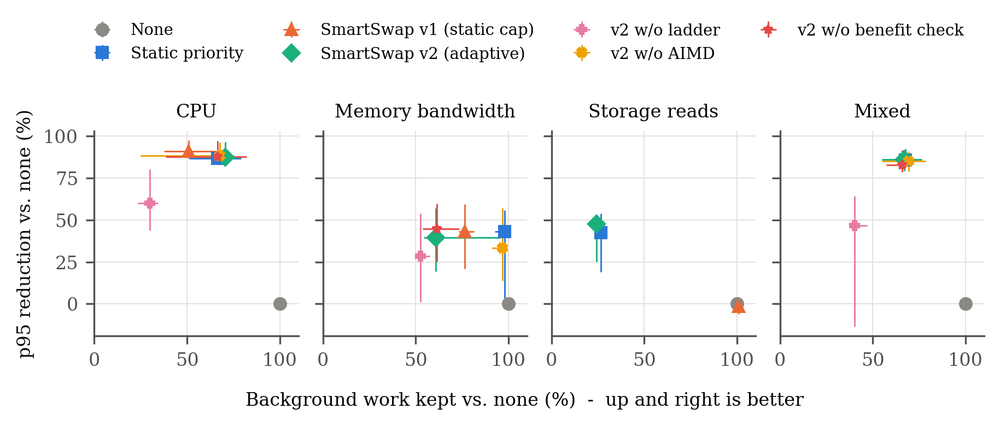 None
Static priority
SmartSwap v1 (static cap)
SmartSwap v2 (adaptive)
v2 w/o ladder
v2 w/o AIMD
v2 w/o benefit check
p95 reduction vs. none (%)
CPU
Memory bandwidth
Storage reads
Mixed
100
75
50
25
0
0 50 100
0 50 100
0 50 100
0 50 100
Background work kept vs. none (%) - up and right is better